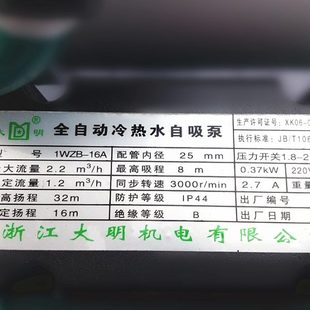 明 全自动冷热水自吸泵
生产许可证号: XK06-0
执行标准: JB/T106
型号 1WZB-16A 配管内径 25 mm 压力开关1.8-2
大流量 2.2 m³/h 最高吸程 8 m 0.37kW 220V
定流量 1.2 m³/h 同步转速 3000r/min 2.7 A 重
高扬程 32m 防护等级 IP44 出厂编号
定扬程 16m 绝缘等级 B 出厂日期
浙江大明机电有限公